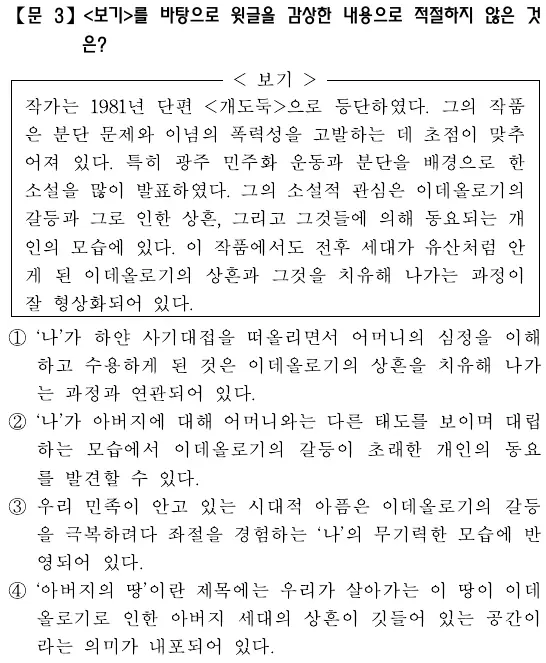 【문 3】<보기>를 바탕으로 윗글을 감상한 내용으로 적절하지 않은 것
은?
< 보기 >
작가는 1981년 단편 <개도둑>으로 등단하였다. 그의 작품
은 분단 문제와 이념의 폭력성을 고발하는 데 초점이 맞추
어져 있다. 특히 광주 민주화 운동과 분단을 배경으로 한
소설을 많이 발표하였다. 그의 소설적 관심은 이데올로기의
갈등과 그로 인한 상흔, 그리고 그것들에 의해 동요되는 개
인의 모습에 있다. 이 작품에서도 전후 세대가 유산처럼 안
게 된 이데올로기의 상흔과 그것을 치유해 나가는 과정이
잘 형상화되어 있다.
① ‘나’가 하얀 사기대접을 떠올리면서 어머니의 심정을 이해
하고 수용하게 된 것은 이데올로기의 상흔을 치유해 나가
는 과정과 연관되어 있다.
② ‘나’가 아버지에 대해 어머니와는 다른 태도를 보이며 대립
하는 모습에서 이데올로기의 갈등이 초래한 개인의 동요
를 발견할 수 있다.
③ 우리 민족이 안고 있는 시대적 아픔은 이데올로기의 갈등
을 극복하려다 좌절을 경험하는 ‘나’의 무기력한 모습에 반
영되어 있다.
④ ‘아버지의 땅’이란 제목에는 우리가 살아가는 이 땅이 이데
올로기로 인한 아버지 세대의 상흔이 깃들어 있는 공간이
라는 의미가 내포되어 있다.